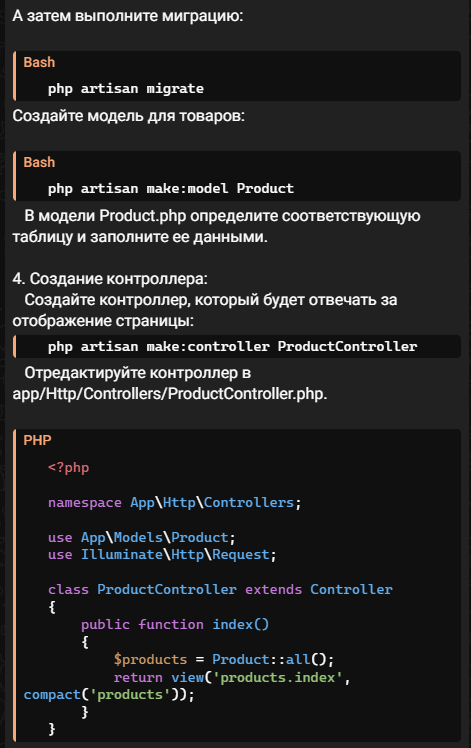 А затем выполните миграцию:
Bash
php artisan migrate
Создайте модель для товаров:
Bash
php artisan make:model Product
В модели Product.php определите соответствующую
таблицу и заполните ее данными.
4. Создание контроллера:
Создайте контроллер, который будет отвечать за
отображение страницы:
php artisan make:controller ProductController
Отредактируйте контроллер в
app/Http/Controllers/ProductController.php.
PHP
<?php
namespace App\Http\Controllers;
use App\Models\Product;
use Illuminate\Http\Request;
class ProductController extends Controller
{
public function index()
{
$products = Product::all();
return view('products.index',
compact('products'));
}
}